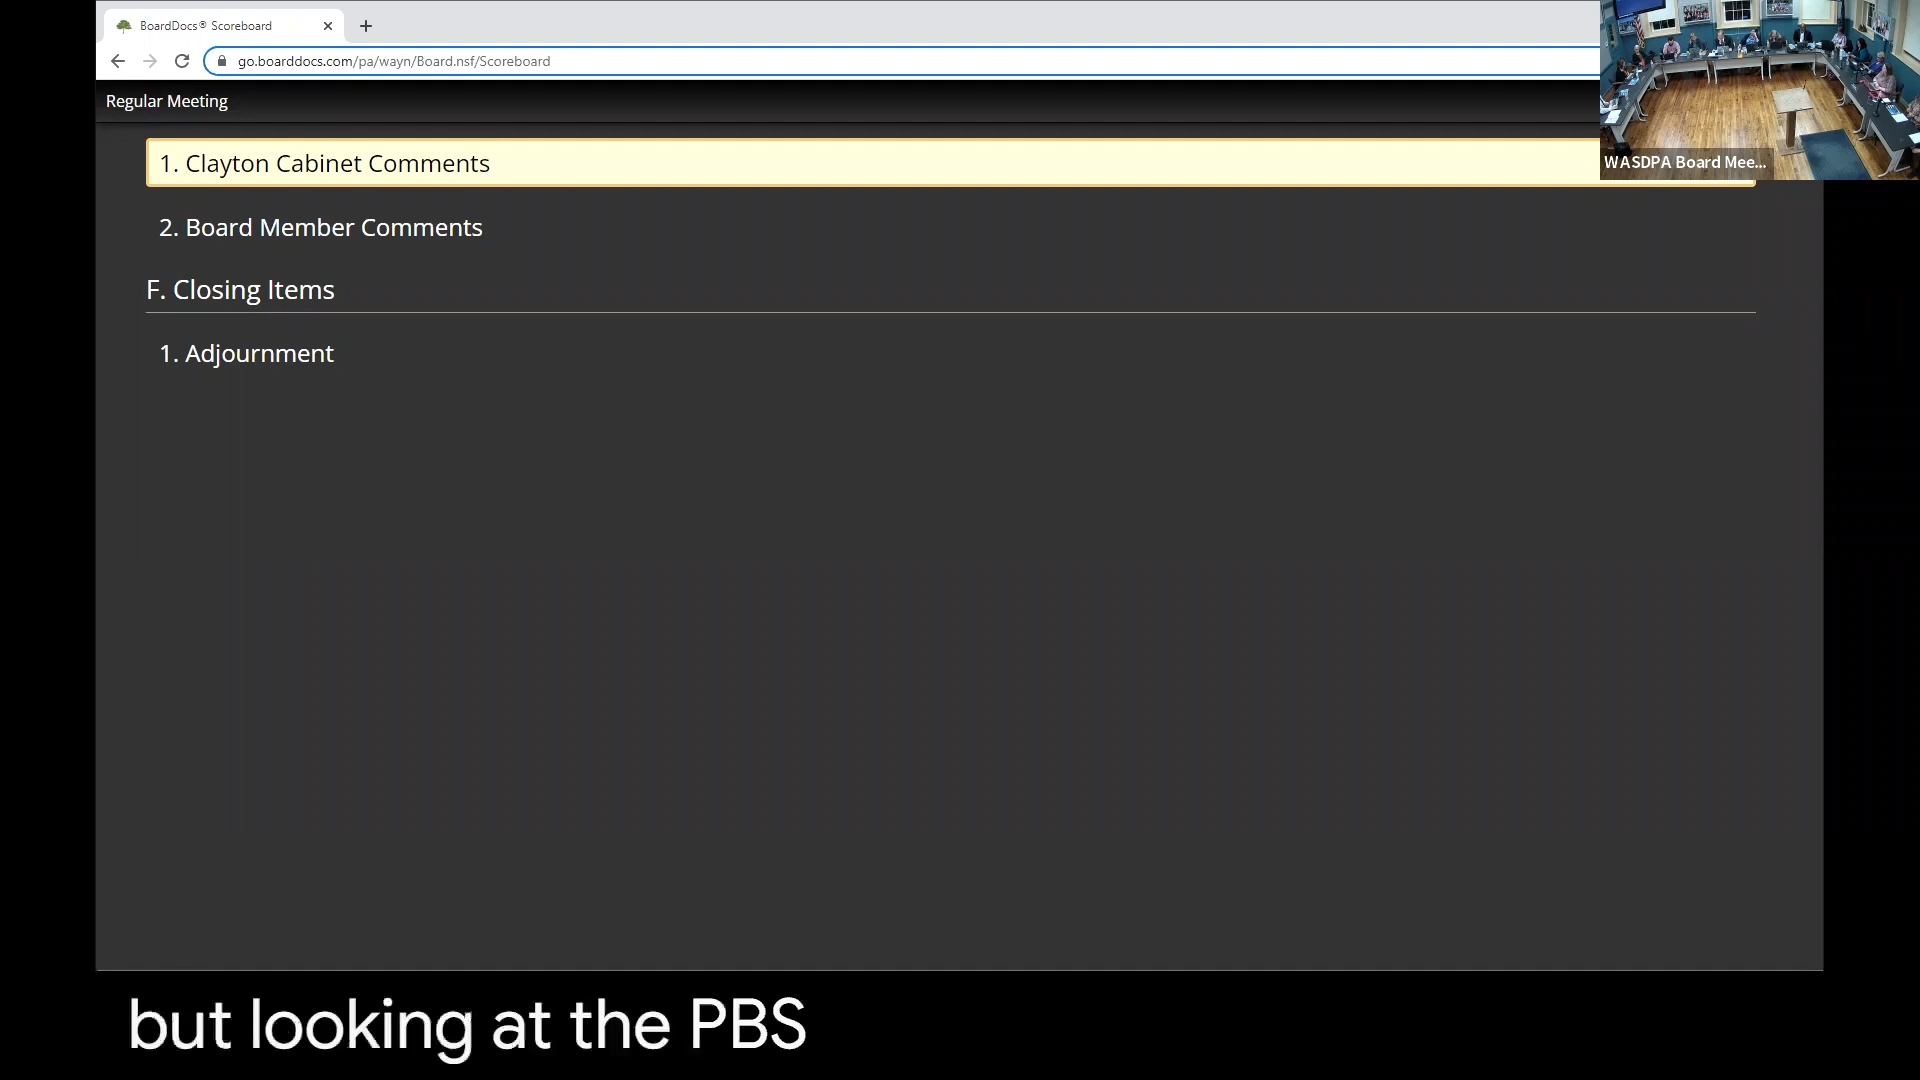 BoardDocs® Scoreboard
go.boarddocs.com/pa/wayn/Board.nsf/Scoreboard
Regular Meeting
1. Clayton Cabinet Comments
WASDPA Board Mee...
2. Board Member Comments
F. Closing Items
1. Adjournment
but looking at the PBS